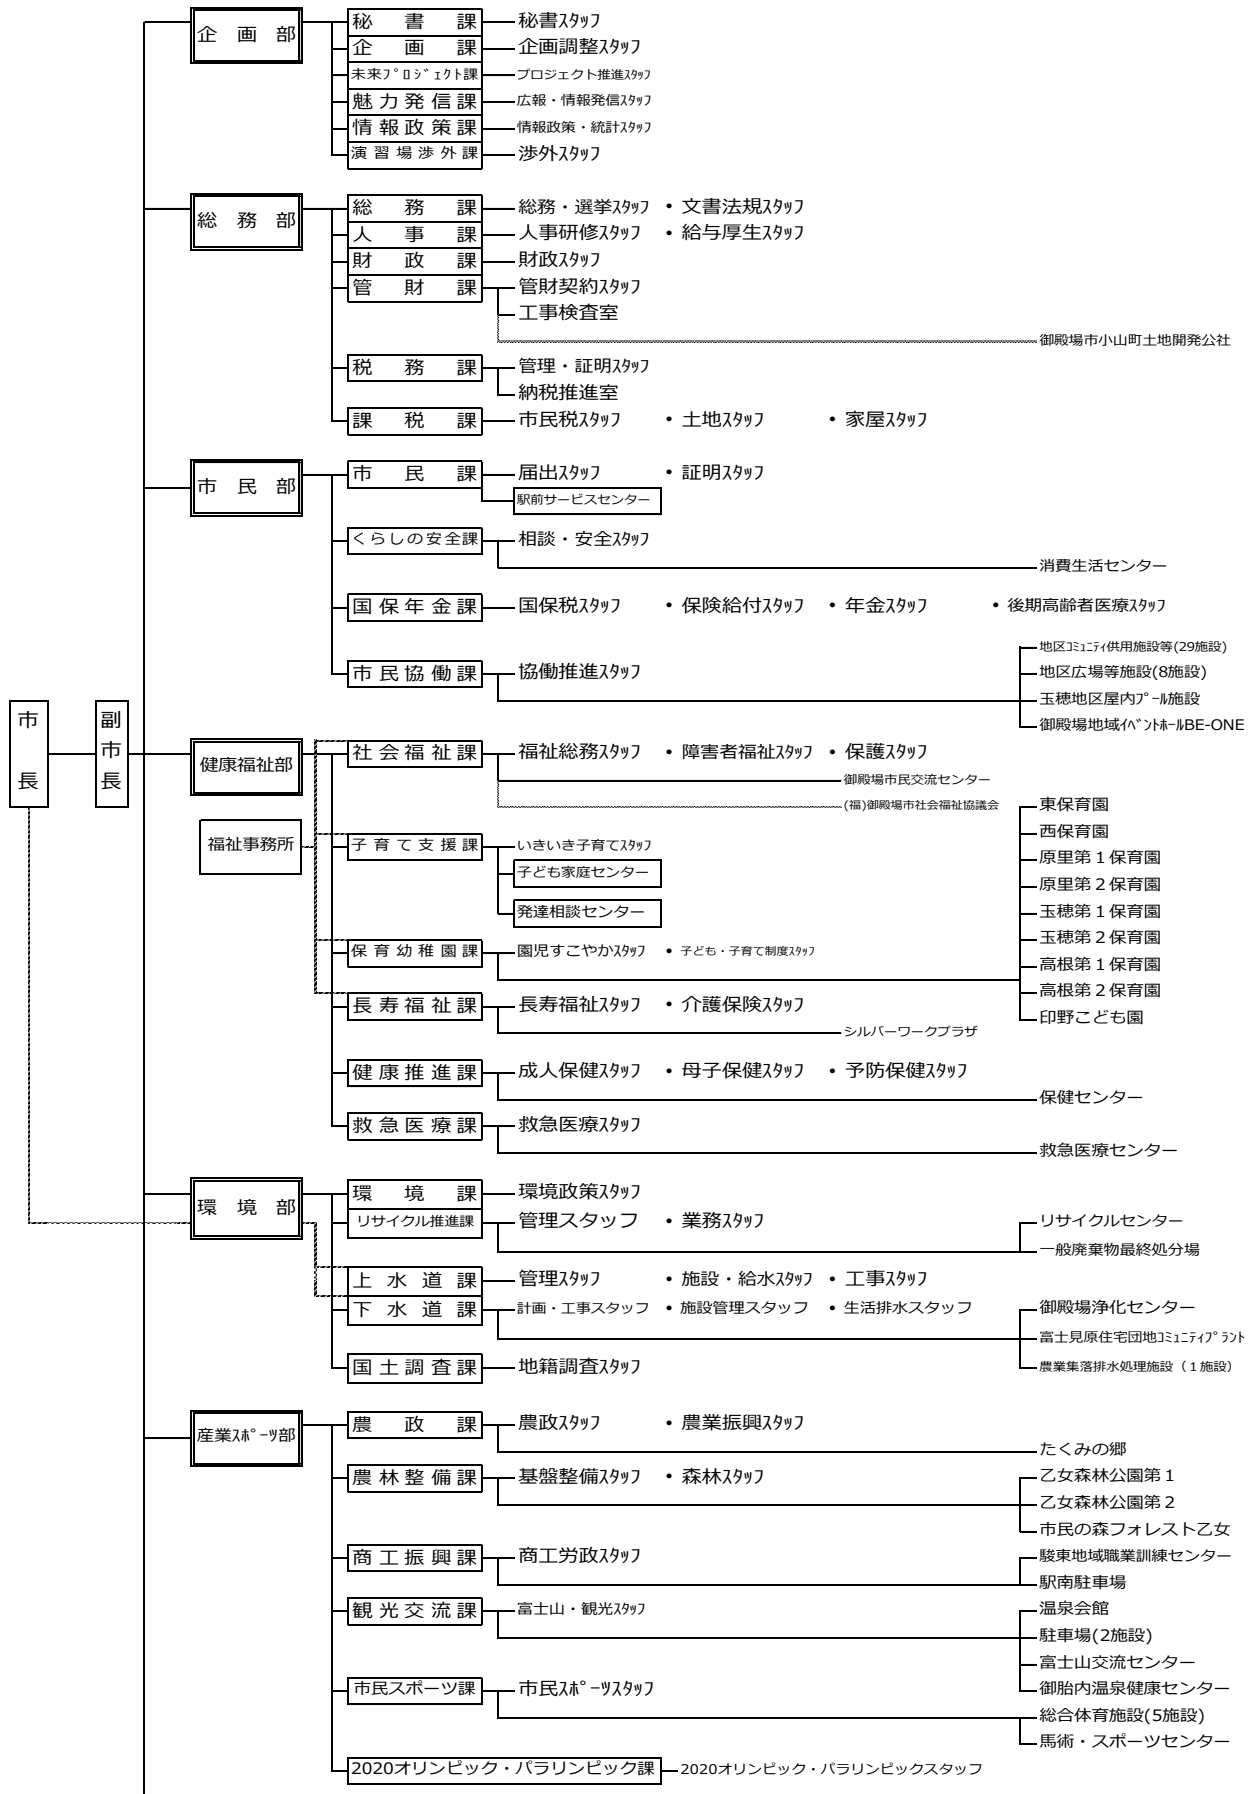 企画部
秘書課 秘書ｽﾀｯﾌ
企画課 企画調整ｽﾀｯﾌ
未来ﾌﾟﾛｼﾞｪｸﾄ課 プロジェクト推進ｽﾀｯﾌ
魅力発信課 広報・情報発信ｽﾀｯﾌ
情報政策課 情報政策・統計ｽﾀｯﾌ
演習場渉外課 渉外スタッフ
総務部
総務課 総務・選挙ｽﾀｯﾌ ・文書法規ｽﾀｯﾌ
人事課 人事研修ｽﾀｯﾌ ・給与厚生ｽﾀｯﾌ
財政課 財政ｽﾀｯﾌ
管財課 管財契約ｽﾀｯﾌ
工事検査室
御殿場市小山町土地開発公社
税務課 管理・証明ｽﾀｯﾌ
納税推進室
課税課 市民税ｽﾀｯﾌ ・土地ｽﾀｯﾌ ・家屋ｽﾀｯﾌ
市民部
市民課 届出ｽﾀｯﾌ ・証明ｽﾀｯﾌ
駅前サービスセンター
くらしの安全課 相談・安全ｽﾀｯﾌ
消費生活センター
国保年金課 国保税ｽﾀｯﾌ ・保険給付ｽﾀｯﾌ ・年金ｽﾀｯﾌ ・後期高齢者医療ｽﾀｯﾌ
市民協働課 協働推進ｽﾀｯﾌ
地区ｺﾐｭﾆﾃｨ供用施設等(29施設)
地区広場等施設(8施設)
玉穂地区屋内ﾌﾟｰﾙ施設
御殿場地域ｲﾍﾞﾝﾄﾎｰﾙBE-ONE
市長
副市長
健康福祉部
福祉事務所
社会福祉課 福祉総務ｽﾀｯﾌ ・障害者福祉ｽﾀｯﾌ ・保護ｽﾀｯﾌ
御殿場市民交流センター
(福)御殿場市社会福祉協議会
子育て支援課 いきいき子育てｽﾀｯﾌ
子ども家庭センター
発達相談センター
保育幼稚園課 園児すこやかｽﾀｯﾌ ・子ども・子育て制度ｽﾀｯﾌ
東保育園
西保育園
原里第１保育園
原里第２保育園
玉穂第１保育園
玉穂第２保育園
高根第１保育園
高根第２保育園
印野こども園
長寿福祉課 長寿福祉ｽﾀｯﾌ ・介護保険ｽﾀｯﾌ
シルバーワークプラザ
健康推進課 成人保健ｽﾀｯﾌ ・母子保健ｽﾀｯﾌ ・予防保健ｽﾀｯﾌ
保健センター
救急医療課 救急医療ｽﾀｯﾌ
救急医療センター
環境部
環境課 環境政策ｽﾀｯﾌ
リサイクル推進課 管理スタッフ ・業務ｽﾀｯﾌ
リサイクルセンター
一般廃棄物最終処分場
上水道課 管理ｽﾀｯﾌ ・施設・給水ｽﾀｯﾌ ・工事ｽﾀｯﾌ
下水道課 計画・工事スタッフ ・施設管理スタッフ ・生活排水スタッフ
御殿場浄化センター
富士見原住宅団地ｺﾐｭﾆﾃｨﾌﾟﾗﾝﾄ
農業集落排水処理施設（１施設）
国土調査課 地籍調査ｽﾀｯﾌ
産業ｽﾎﾟｰﾂ部
農政課 農政ｽﾀｯﾌ ・農業振興ｽﾀｯﾌ
たくみの郷
農林整備課 基盤整備ｽﾀｯﾌ ・森林ｽﾀｯﾌ
乙女森林公園第１
乙女森林公園第２
市民の森フォレスト乙女
商工振興課 商工労政ｽﾀｯﾌ
駿東地域職業訓練センター
駅南駐車場
観光交流課 富士山・観光ｽﾀｯﾌ
温泉会館
駐車場(2施設)
富士山交流センター
御胎内温泉健康センター
市民スポーツ課 市民ｽﾎﾟｰﾂｽﾀｯﾌ
総合体育施設(5施設)
馬術・スポーツセンター
2020オリンピック・パラリンピック課 2020オリンピック・パラリンピックスタッフ